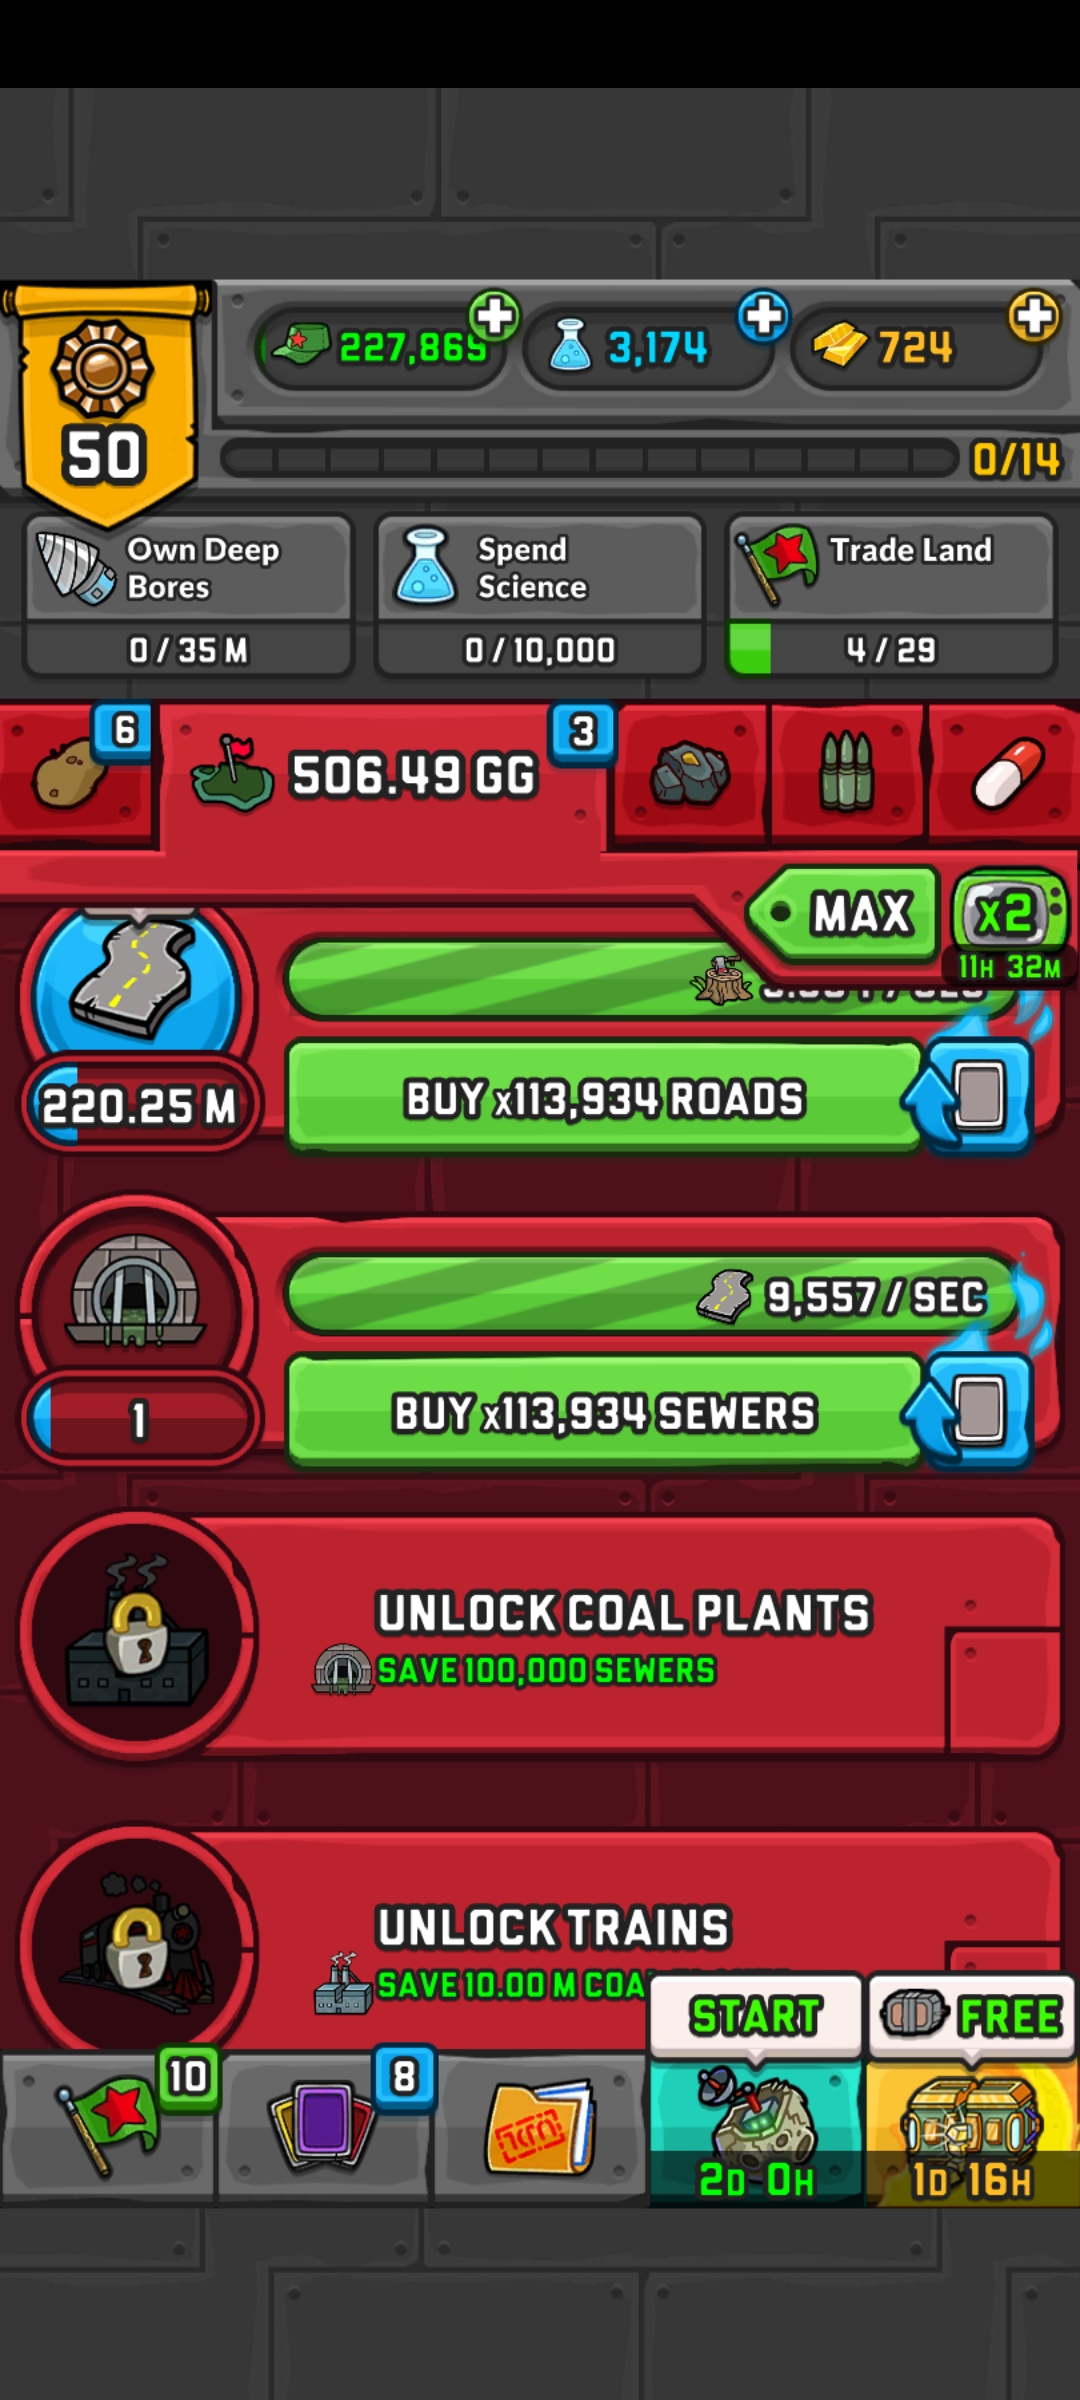 227,869
3,174
724
50
0/14
Own Deep
Bores
0 / 35 M
Spend
Science
0 / 10,000
Trade Land
4 / 29
6
506.49 GG
3
MAX
x2
11H 32M
220.25 M
BUY x113,934 ROADS
9,557 / SEC
1
BUY x113,934 SEWERS
UNLOCK COAL PLANTS
SAVE 100,000 SEWERS
UNLOCK TRAINS
SAVE 10.00 M COA
START
FREE
10
8
2D 0H
1D 16H